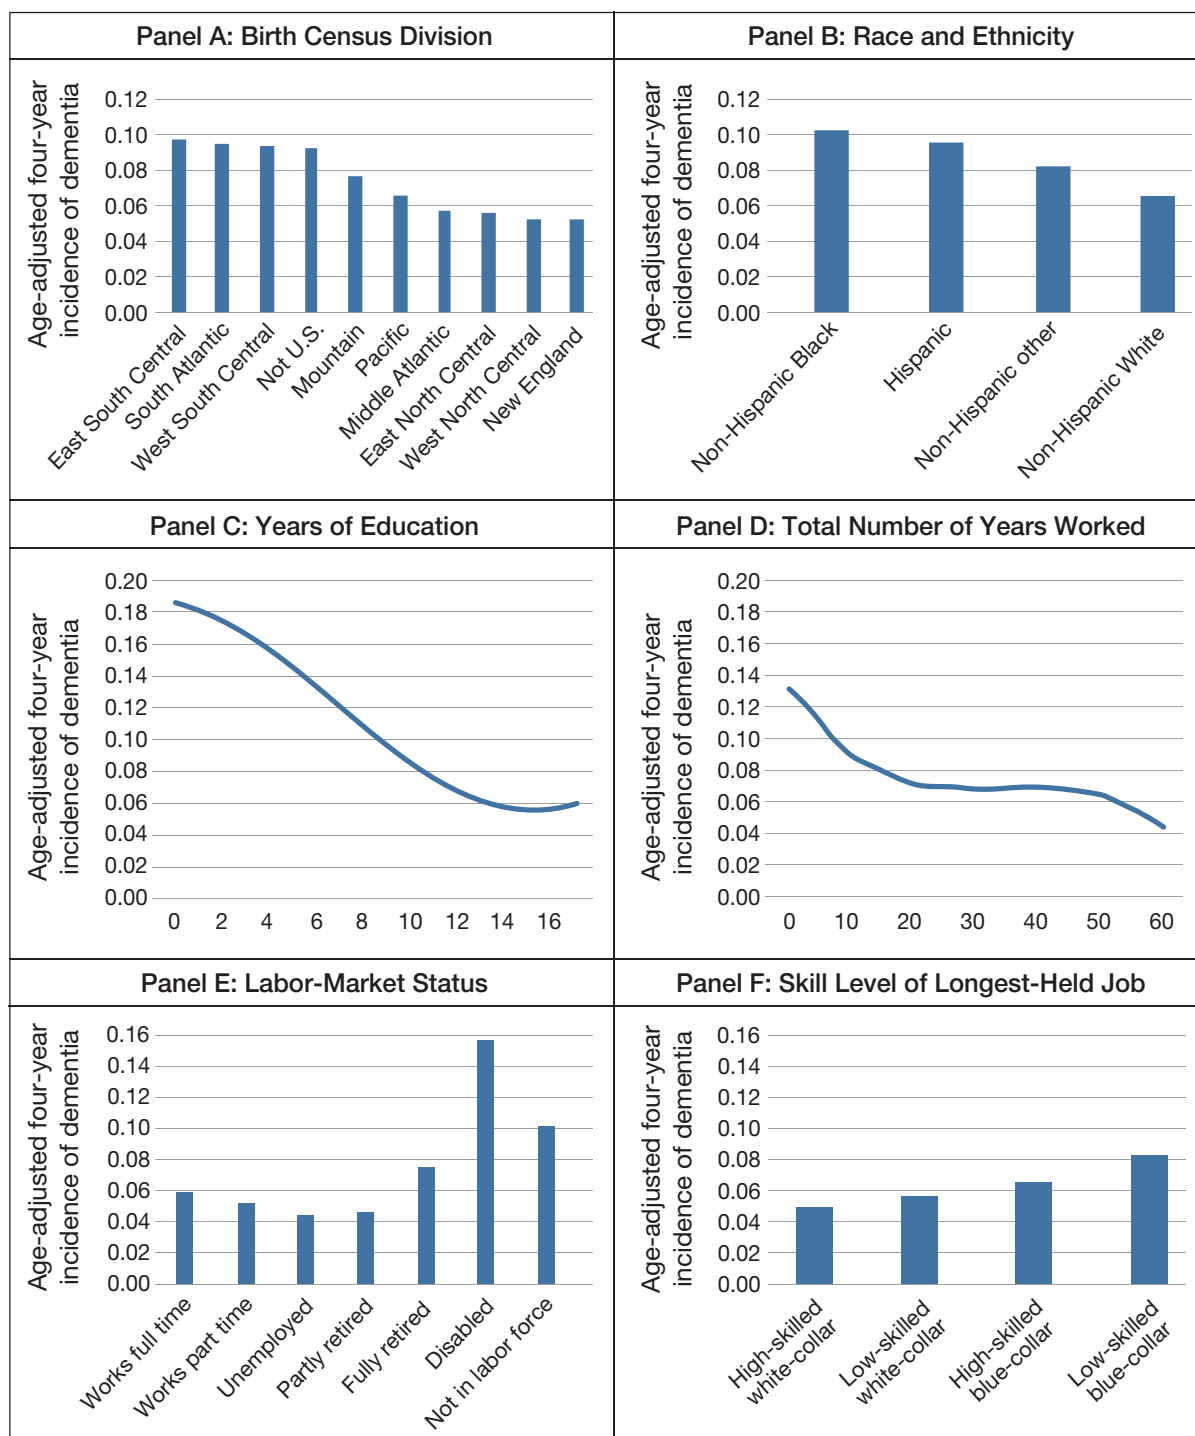 Panel A: Birth Census Division
Age-adjusted four-year
incidence of dementia
0.12
0.10
0.08
0.06
0.04
0.02
0.00
East South Central
South Atlantic
West South Central
Not U.S.
Mountain
Pacific
Middle Atlantic
East North Central
West North Central
New England
Panel B: Race and Ethnicity
Age-adjusted four-year
incidence of dementia
0.12
0.10
0.08
0.06
0.04
0.02
0.00
Non-Hispanic Black
Hispanic
Non-Hispanic other
Non-Hispanic White
Panel C: Years of Education
Age-adjusted four-year
incidence of dementia
0.20
0.18
0.16
0.14
0.12
0.10
0.08
0.06
0.04
0.02
0.00
0 2 4 6 8 10 12 14 16
Panel D: Total Number of Years Worked
Age-adjusted four-year
incidence of dementia
0.20
0.18
0.16
0.14
0.12
0.10
0.08
0.06
0.04
0.02
0.00
0 10 20 30 40 50 60
Panel E: Labor-Market Status
Age-adjusted four-year
incidence of dementia
0.16
0.14
0.12
0.10
0.08
0.06
0.04
0.02
0.00
Works full time
Works part time
Unemployed
Partly retired
Fully retired
Disabled
Not in labor force
Panel F: Skill Level of Longest-Held Job
Age-adjusted four-year
incidence of dementia
0.16
0.14
0.12
0.10
0.08
0.06
0.04
0.02
0.00
High-skilled
white-collar
Low-skilled
white-collar
High-skilled
blue-collar
Low-skilled
blue-collar